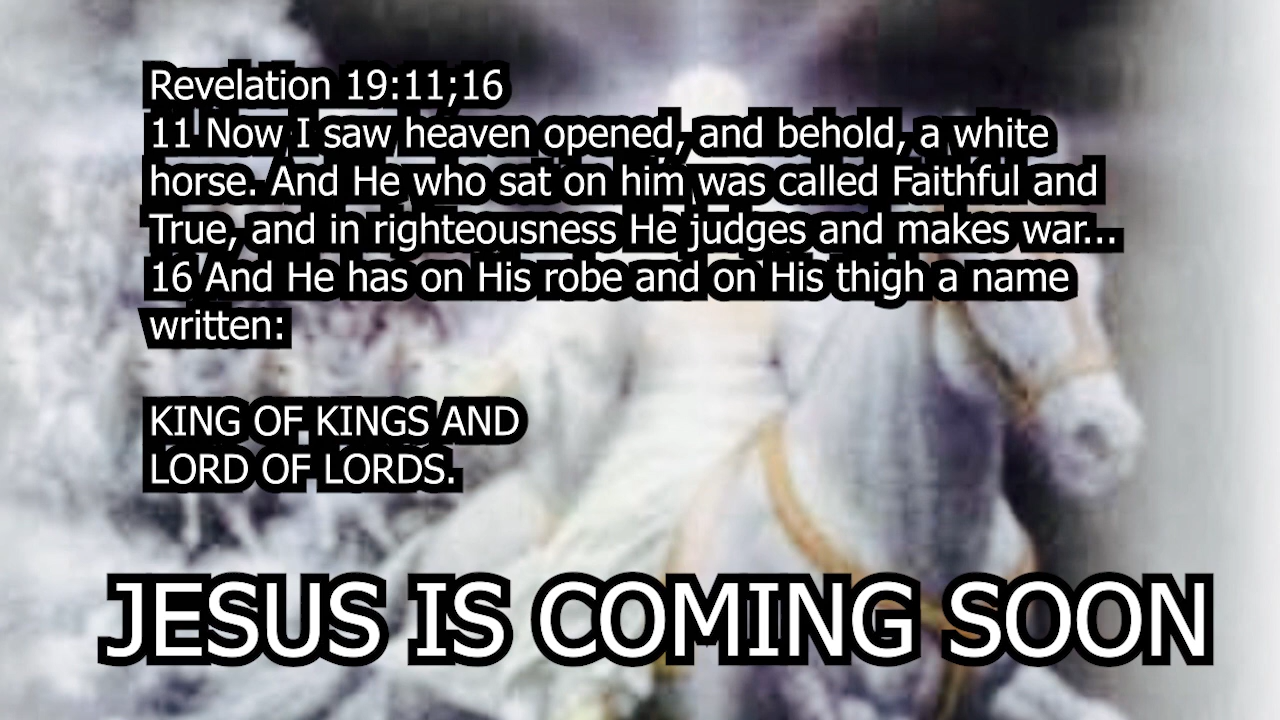 Revelation 19:11;16
11 Now I saw heaven opened, and behold, a white
horse. And He who sat on him was called Faithful and
True, and in righteousness He judges and makes war...
16 And He has on His robe and on His thigh a name
written:
KING OF KINGS AND
LORD OF LORDS.
JESUS IS COMING SOON